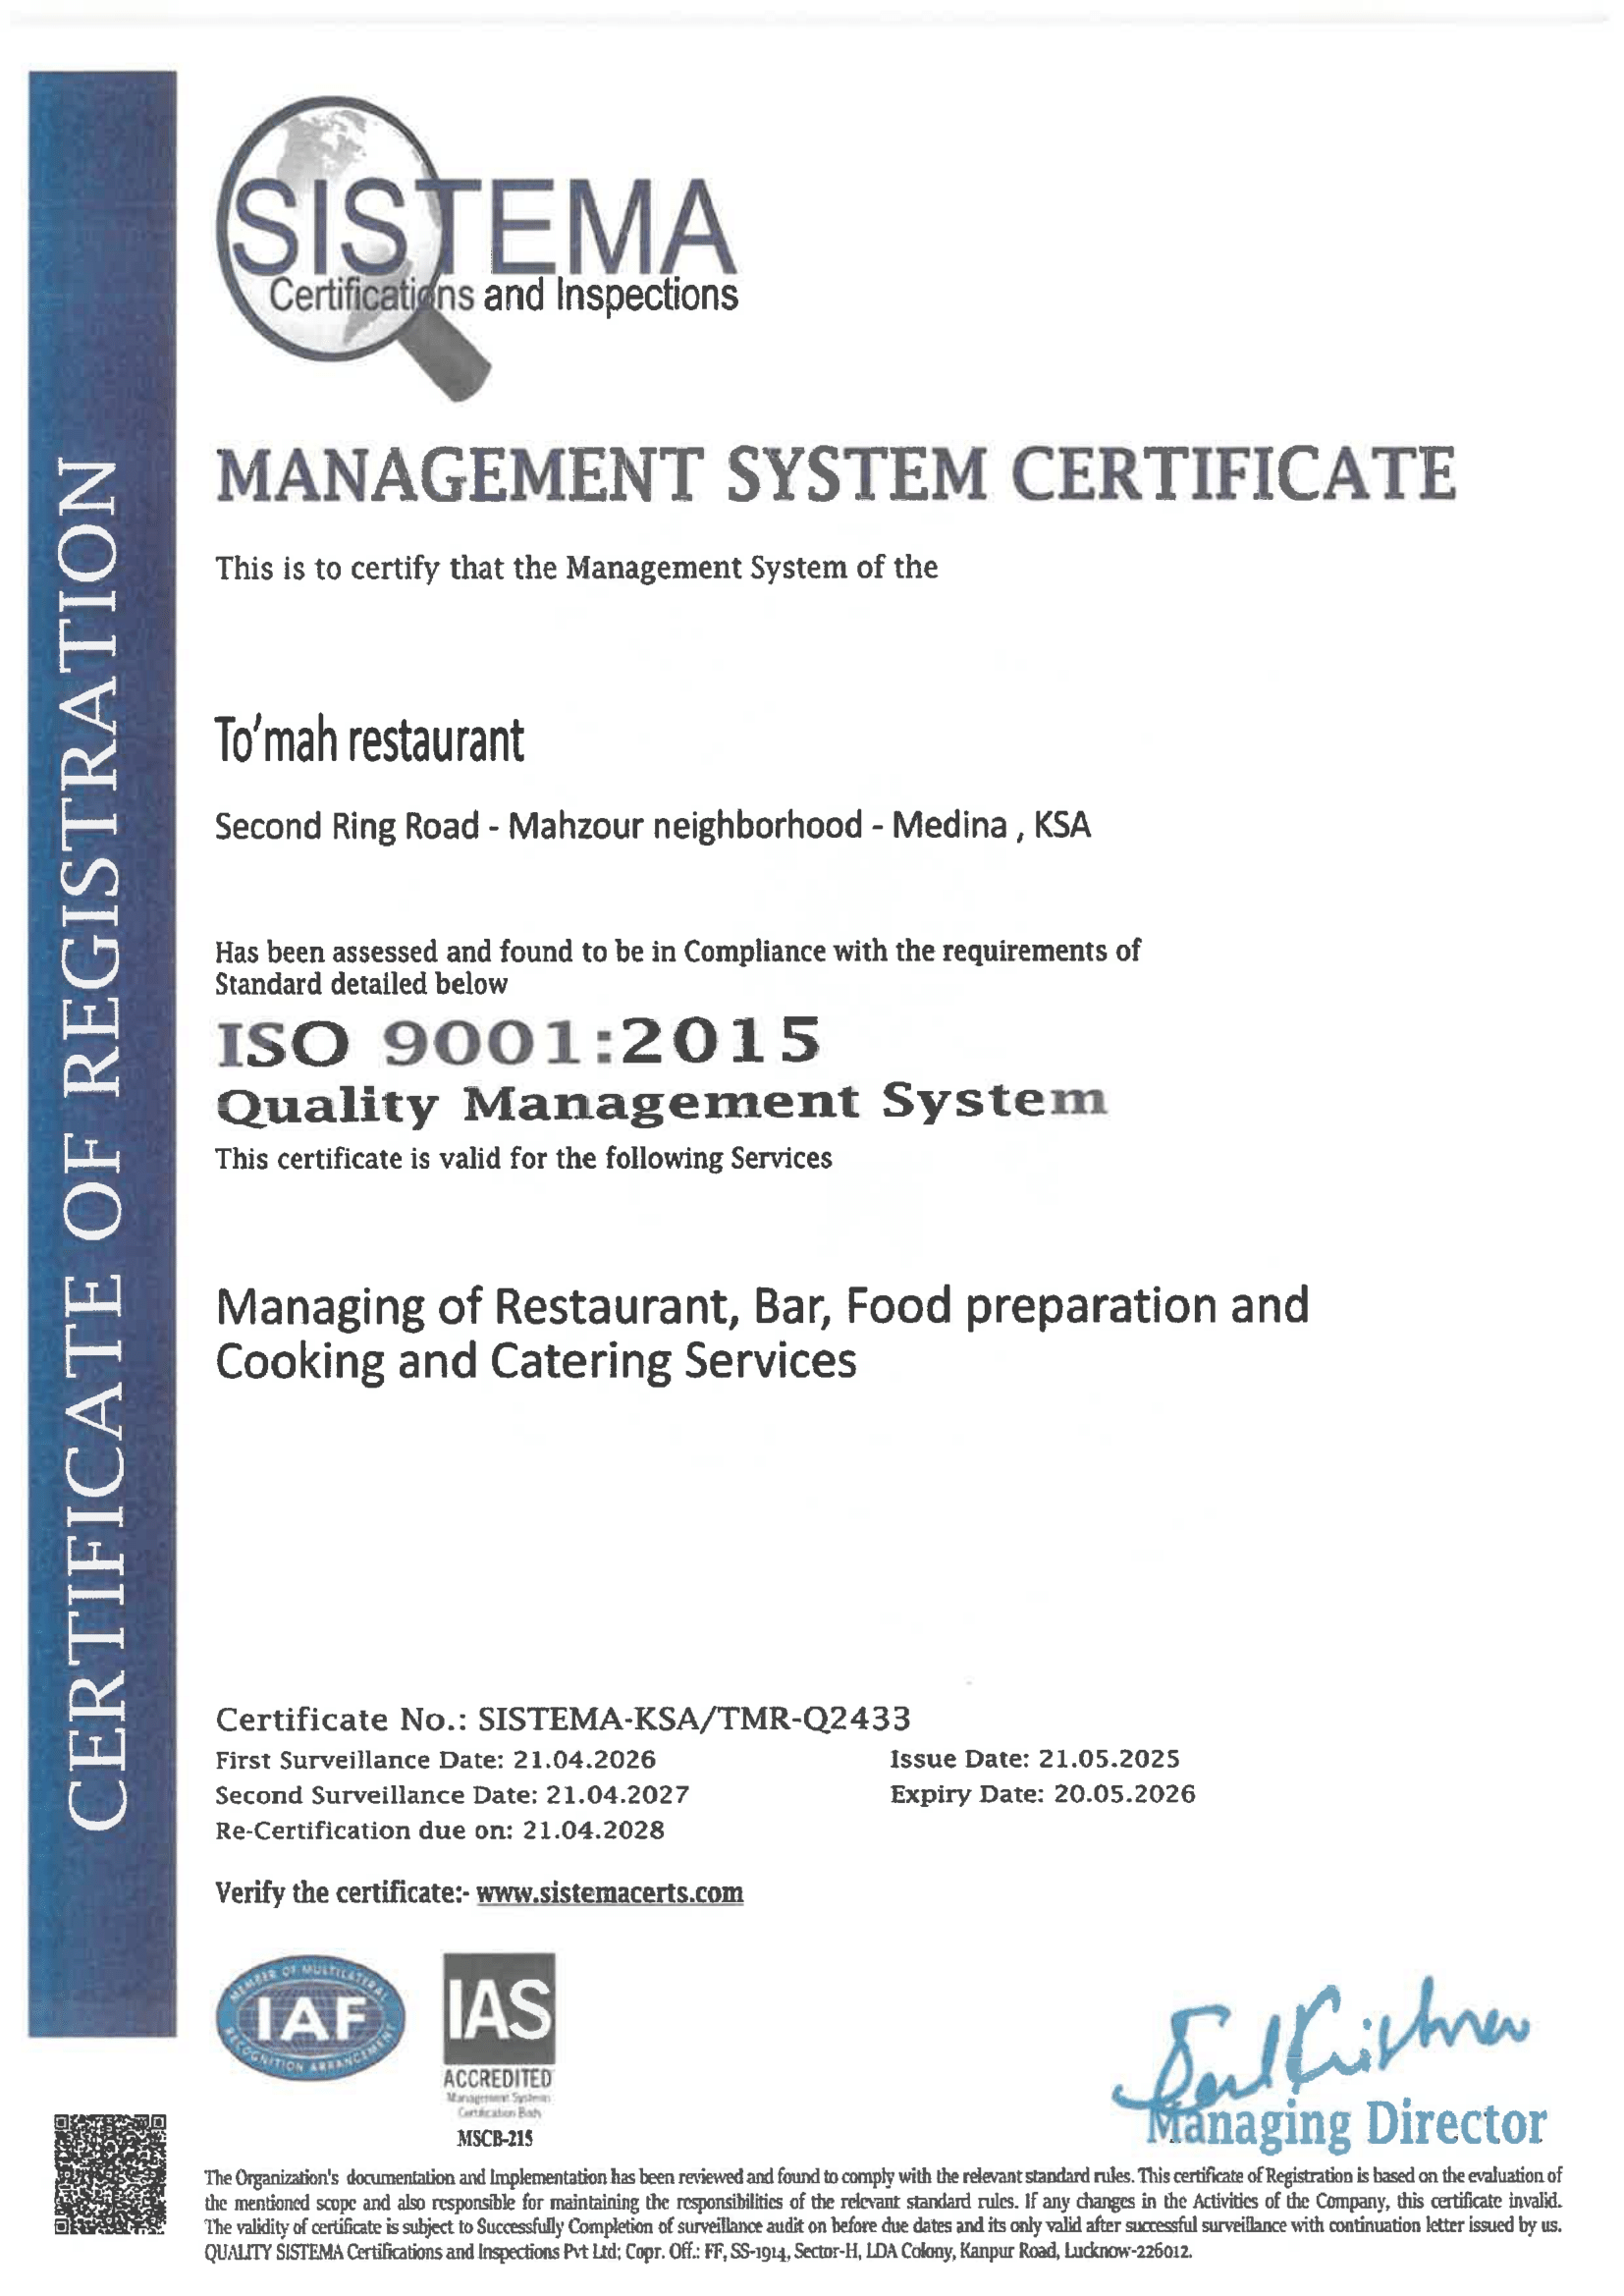 CERTIFICATE OF REGISTRATION
SISTEMA
Certifications and Inspections
MANAGEMENT SYSTEM CERTIFICATE
This is to certify that the Management System of the
To'mah restaurant
Second Ring Road - Mahzour neighborhood - Medina , KSA
Has been assessed and found to be in Compliance with the requirements of
Standard detailed below
ISO 9001:2015
Quality Management System
This certificate is valid for the following Services
Managing of Restaurant, Bar, Food preparation and
Cooking and Catering Services
Certificate No.: SISTEMA-KSA/TMR-Q2433
First Surveillance Date: 21.04.2026
Issue Date: 21.05.2025
Second Surveillance Date: 21.04.2027
Expiry Date: 20.05.2026
Re-Certification due on: 21.04.2028
Verify the certificate:- www.sistemacerts.com
MEMBER OF MULTILATERAL
IAF
RECOGNITION ARRANGEMENT
IAS
ACCREDITED
Management Systems
Certification Body
MSCB-215
Managing Director
The Organization's documentation and Implementation has been reviewed and found to comply with the relevant standard rules. This certificate of Registration is based on the evaluation of
the mentioned scope and also responsible for maintaining the responsibilities of the relevant standard rules. If any changes in the Activities of the Company, this certificate invalid.
The validity of certificate is subject to Successfully Completion of surveillance audit on before due dates and its only valid after successful surveillance with continuation letter issued by us.
QUALITY SISTEMA Certifications and Inspections Pvt Ltd; Copr. Off.: FF, SS-1914, Sector-H, LDA Colony, Kanpur Road, Lucknow-226012.